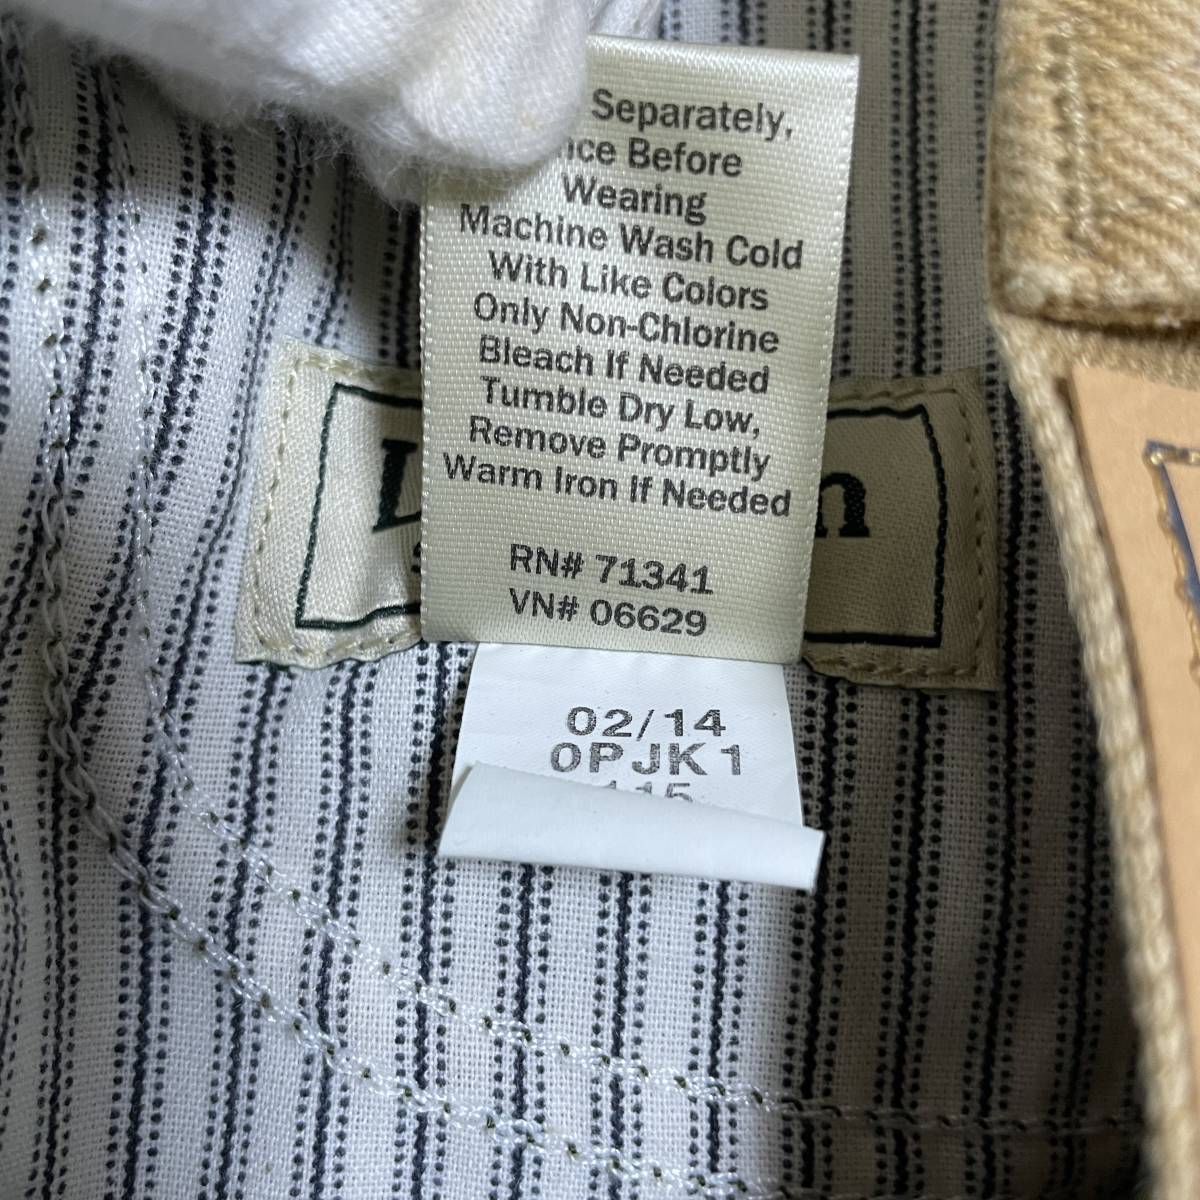 Separately,
Before
Wearing
Machine Wash Cold
With Like Colors
Only Non-Chlorine
Bleach If Needed
Tumble Dry Low,
Remove Promptly
Warm Iron If Needed
RN# 71341
VN# 06629
02/14
0PJK1